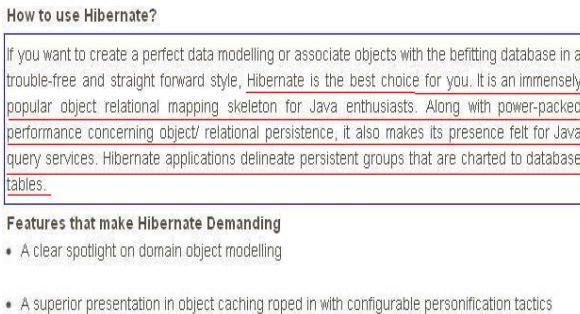 How to use Hibernate?
If you want to create a perfect data modelling or associate objects with the befitting database in a
trouble-free and straight forward style, Hibernate is the best choice for you. It is an immensely
popular object relational mapping skeleton for Java enthusiasts. Along with power-packed
performance concerning object/ relational persistence, it also makes its presence felt for Java
query services. Hibernate applications delineate persistent groups that are charted to database
tables.
Features that make Hibernate Demanding
• A clear spotlight on domain object modelling
• A superior presentation in object caching roped in with configurable personification tactics